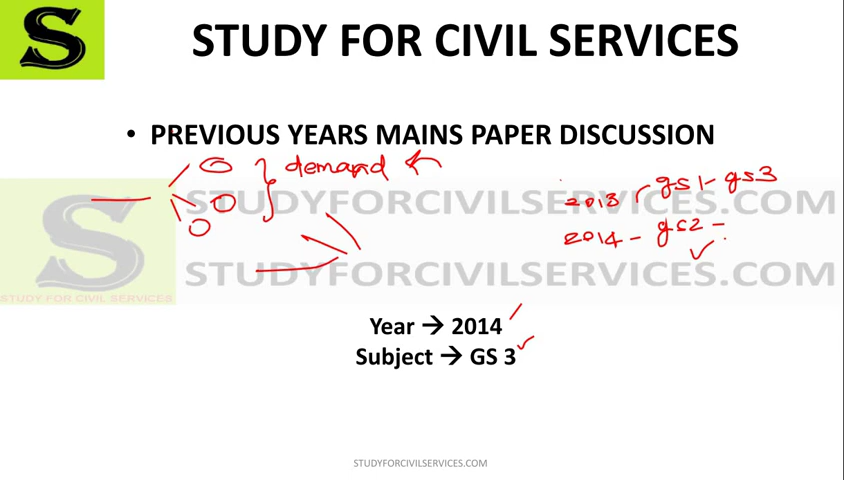 S
STUDY FOR CIVIL SERVICES
• PREVIOUS YEARS MAINS PAPER DISCUSSION
demand
2013 gs1 - gs3
2014 - gs2 -
STUDYFORCIVILSERVICES.COM
STUDYFORCIVILSERVICES.COM
S
STUDY FOR CIVIL SERVICES
Year → 2014
Subject → GS 3
STUDYFORCIVILSERVICES.COM